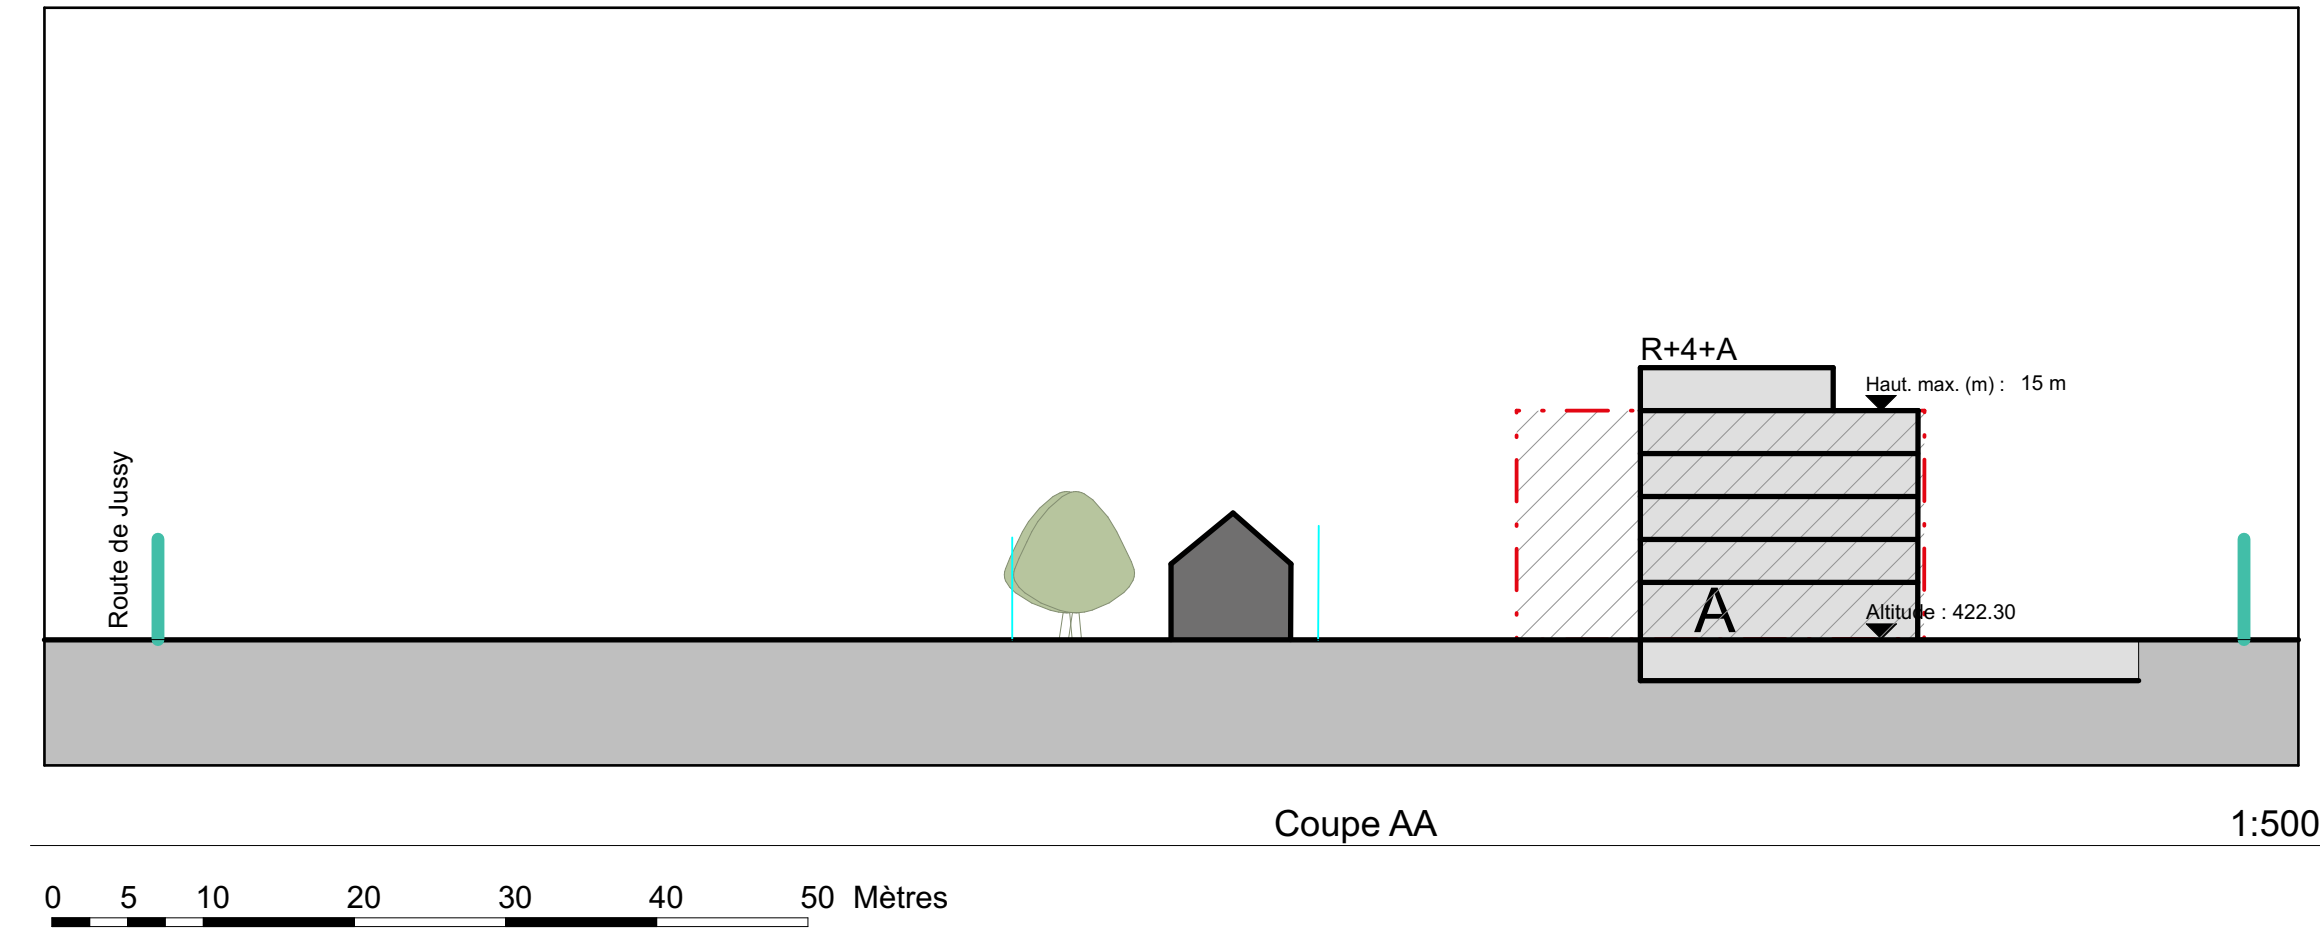 R+4+A
Haut. max. (m) : 15 m
Route de Jussy
A
Altitude : 422.30
Coupe AA
1:500
0 5 10 20 30 40 50 Mètres